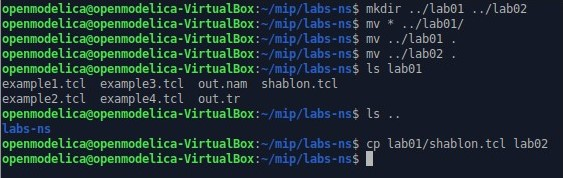 openmodelica@openmodelica-VirtualBox:~/mip/labs-ns$ mkdir ../lab01 ../lab02
openmodelica@openmodelica-VirtualBox:~/mip/labs-ns$ mv * ../lab01/
openmodelica@openmodelica-VirtualBox:~/mip/labs-ns$ mv ../lab01 .
openmodelica@openmodelica-VirtualBox:~/mip/labs-ns$ mv ../lab02 .
openmodelica@openmodelica-VirtualBox:~/mip/labs-ns$ ls lab01
example1.tcl  example3.tcl  out.nam  shablon.tcl
example2.tcl  example4.tcl  out.tr
openmodelica@openmodelica-VirtualBox:~/mip/labs-ns$ ls ..
labs-ns
openmodelica@openmodelica-VirtualBox:~/mip/labs-ns$ cp lab01/shablon.tcl lab02
openmodelica@openmodelica-VirtualBox:~/mip/labs-ns$